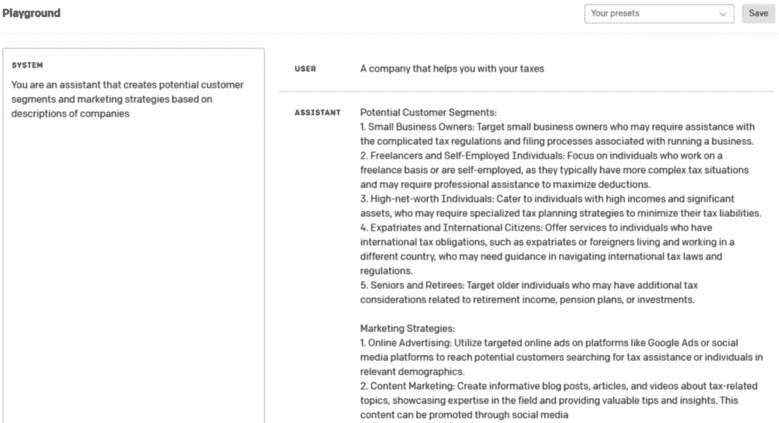 Playground
Your presets
Save
SYSTEM
You are an assistant that creates potential customer
segments and marketing strategies based on
descriptions of companies
USER
A company that helps you with your taxes
ASSISTANT
Potential Customer Segments:
1. Small Business Owners: Target small business owners who may require assistance with
the complicated tax regulations and filing processes associated with running a business.
2. Freelancers and Self-Employed Individuals: Focus on individuals who work on a
freelance basis or are self-employed, as they typically have more complex tax situations
and may require professional assistance to maximize deductions.
3. High-net-worth Individuals: Cater to individuals with high incomes and significant
assets, who may require specialized tax planning strategies to minimize their tax liabilities.
4. Expatriates and International Citizens: Offer services to individuals who have
international tax obligations, such as expatriates or foreigners living and working in a
different country, who may need guidance in navigating international tax laws and
regulations.
5. Seniors and Retirees: Target older individuals who may have additional tax
considerations related to retirement income, pension plans, or investments.
Marketing Strategies:
1. Online Advertising: Utilize targeted online ads on platforms like Google Ads or social
media platforms to reach potential customers searching for tax assistance or individuals in
relevant demographics.
2. Content Marketing: Create informative blog posts, articles, and videos about tax-related
topics, showcasing expertise in the field and providing valuable tips and insights. This
content can be promoted through social media